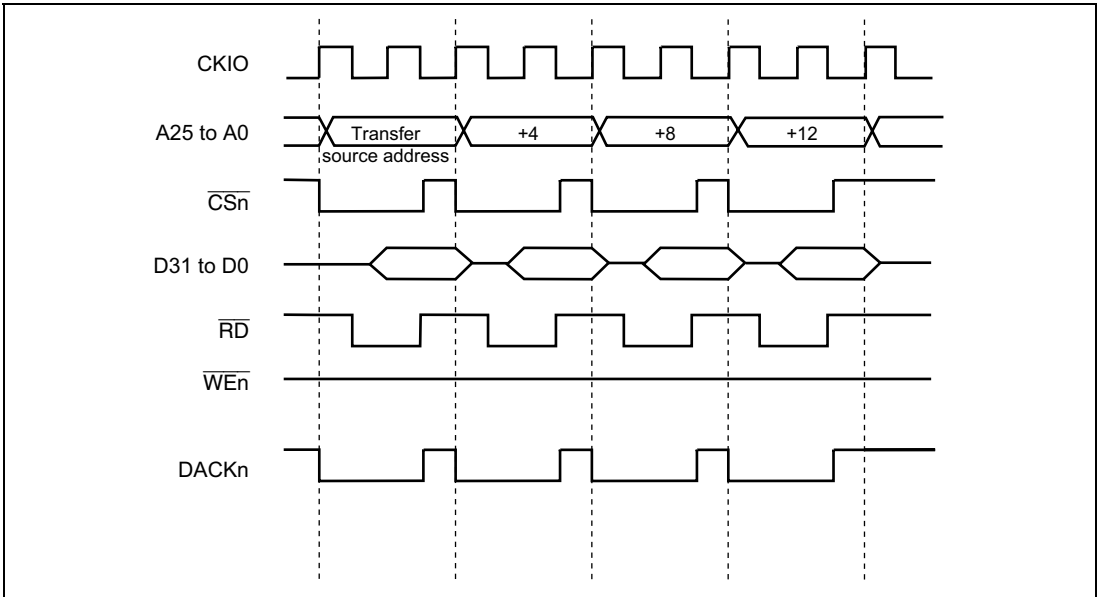 CKIO
A25 to A0
Transfer
source address
+4
+8
+12
CSn
D31 to D0
RD
WEn
DACKn